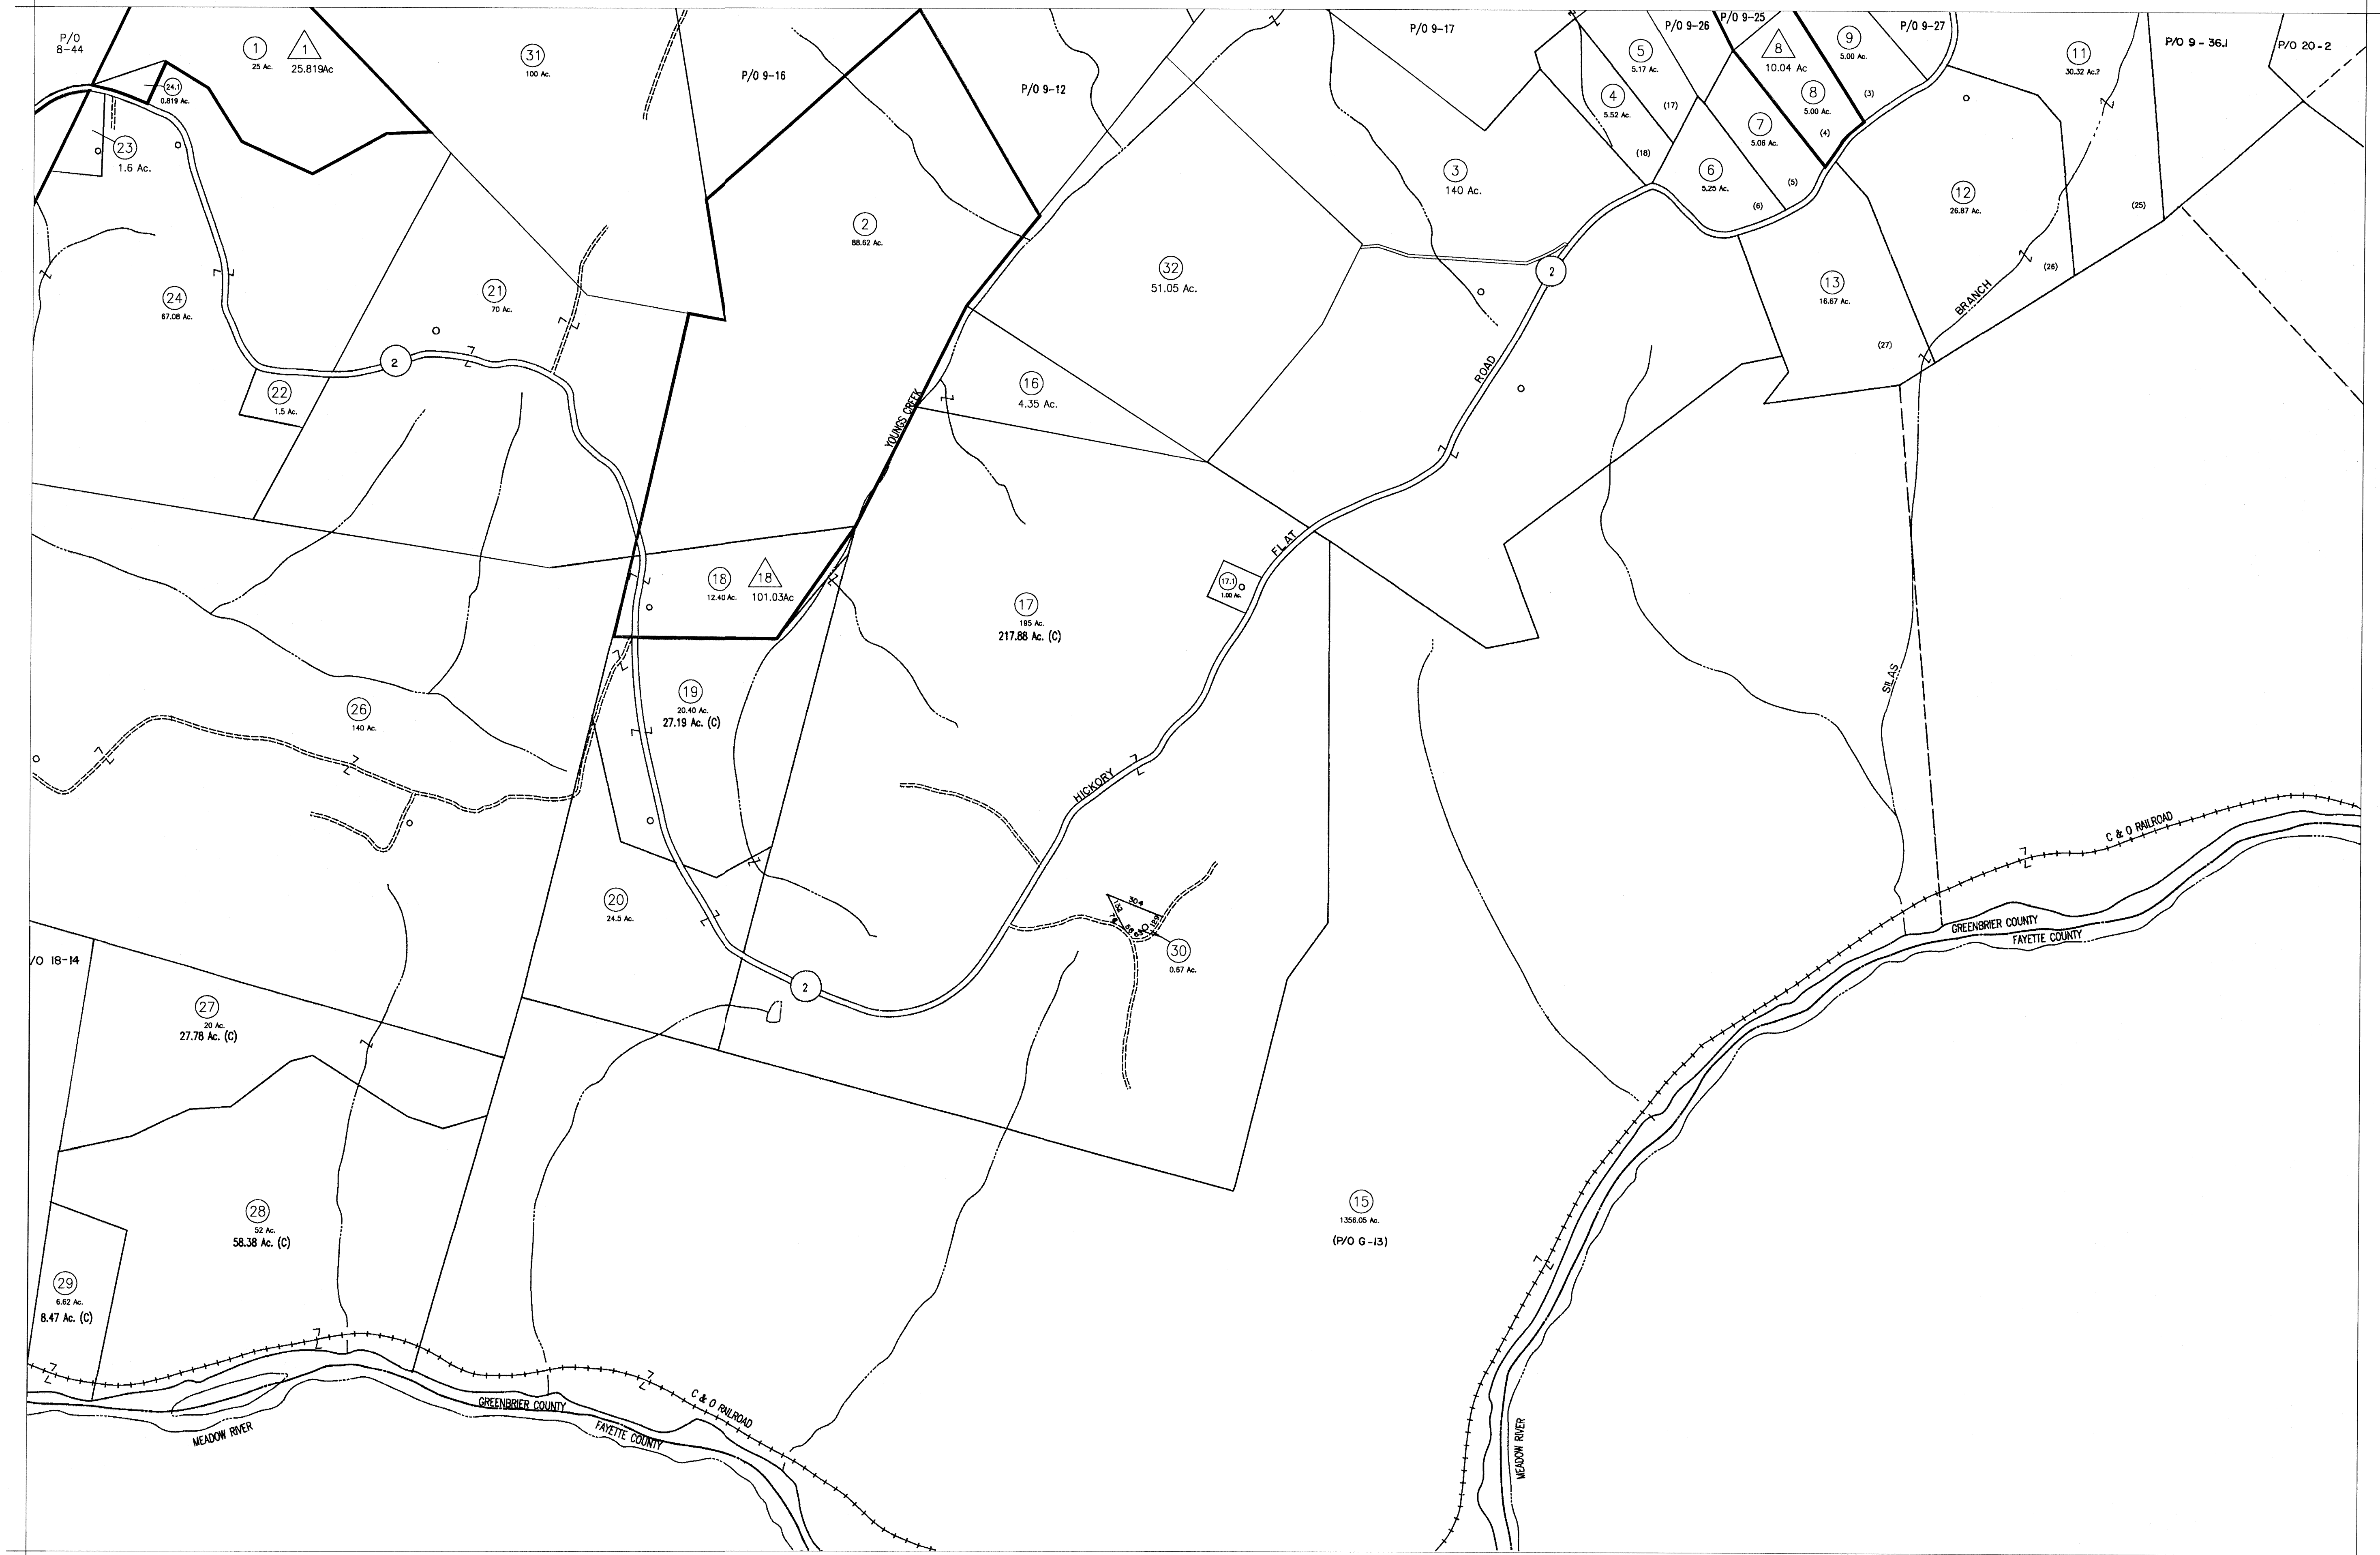 P/O
8-44
1
25 Ac.
1
25.819Ac
31
100 Ac.
P/O 9-16
P/O 9-12
P/O 9-17
5
5.17 Ac.
P/O 9-26
P/O 9-25
8
10.04 Ac
9
5.00 Ac.
P/O 9-27
11
30.32 Ac.?
P/O 9-36.1
P/O 20-2
24.1
0.819 Ac.
4
5.52 Ac.
(17)
8
5.00 Ac.
(3)
(4)
23
1.6 Ac.
7
5.06 Ac.
(18)
3
140 Ac.
6
5.25 Ac.
(5)
(6)
12
26.87 Ac.
(25)
2
88.62 Ac.
32
51.05 Ac.
2
(26)
13
16.67 Ac.
BRANCH
24
67.08 Ac.
21
70 Ac.
(27)
2
22
1.5 Ac.
16
4.35 Ac.
ROAD
YOUNGS CREEK
FLAT
18
12.40 Ac.
18
101.03Ac
17
195 Ac.
217.88 Ac. (C)
17.1
1.00 Ac.
SILAS
19
20.40 Ac.
27.19 Ac. (C)
26
140 Ac.
HICKORY
C & O RAILROAD
20
24.5 Ac.
304
132
189
30
0.67 Ac.
GREENBRIER COUNTY
FAYETTE COUNTY
/O 18-14
2
27
20 Ac.
27.78 Ac. (C)
28
52 Ac.
58.38 Ac. (C)
15
1356.05 Ac.
(P/O G-13)
29
6.62 Ac.
8.47 Ac. (C)
C & O RAILROAD
GREENBRIER COUNTY
FAYETTE COUNTY
MEADOW RIVER
MEADOW RIVER